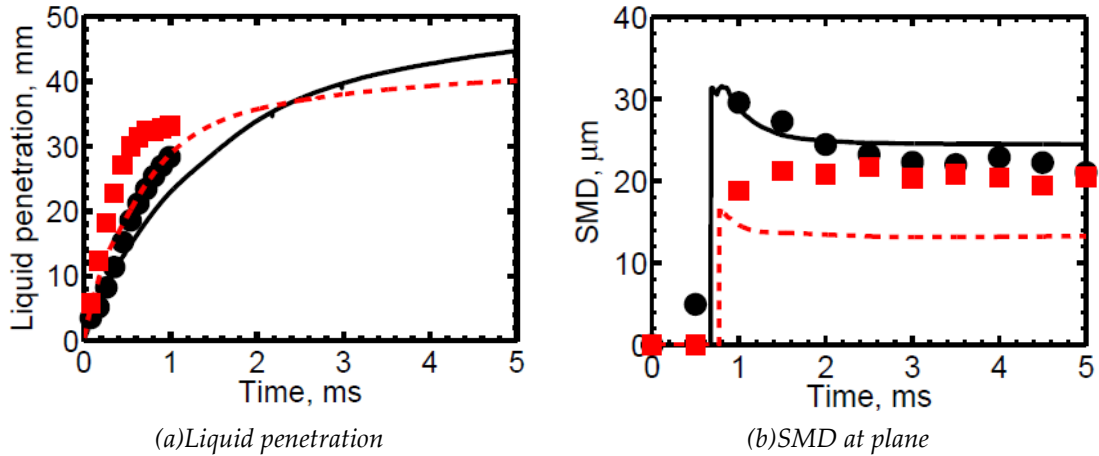 50
40
30
20
10
0
Liquid penetration, mm
0 1 2 3 4 5
Time, ms
(a)Liquid penetration
40
30
20
10
0
SMD, μm
0 1 2 3 4 5
Time, ms
(b)SMD at plane